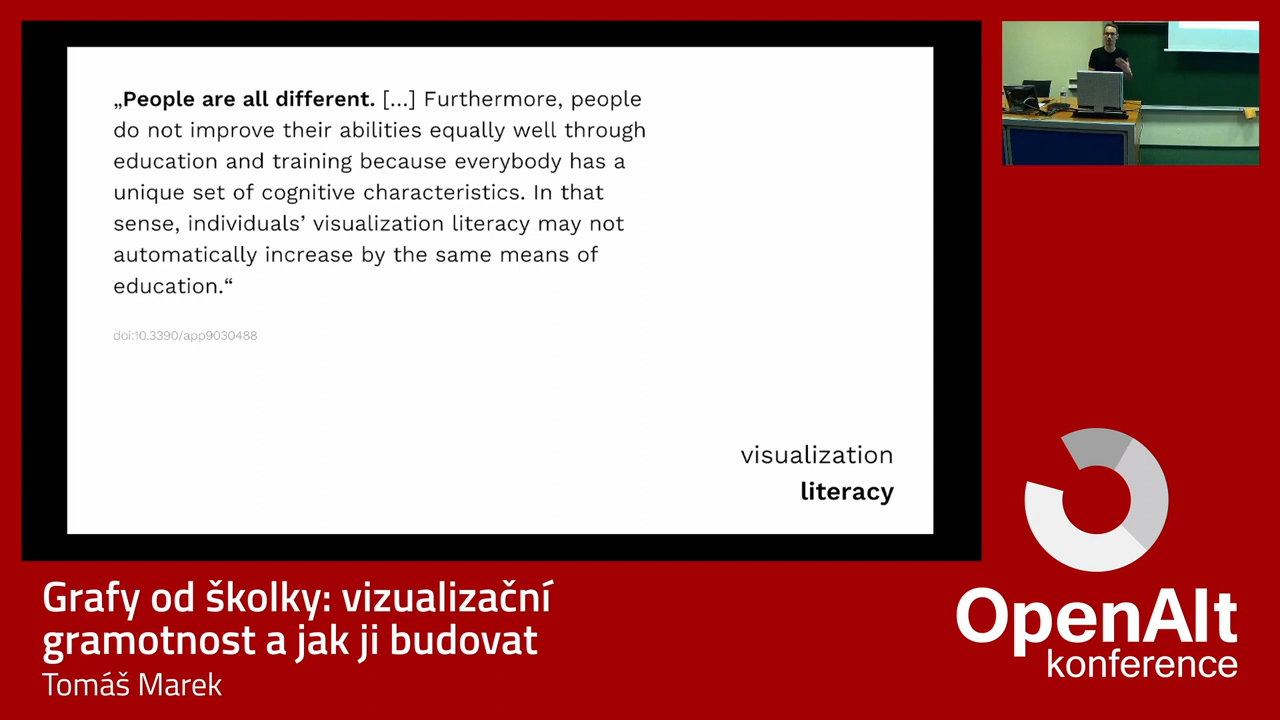 „People are all different. [...] Furthermore, people
do not improve their abilities equally well through
education and training because everybody has a
unique set of cognitive characteristics. In that
sense, individuals’ visualization literacy may not
automatically increase by the same means of
education.“
doi:10.3390/app9030488
visualization
literacy
Grafy od školky: vizualizační
gramotnost a jak ji budovat
Tomáš Marek
OpenAlt
konference